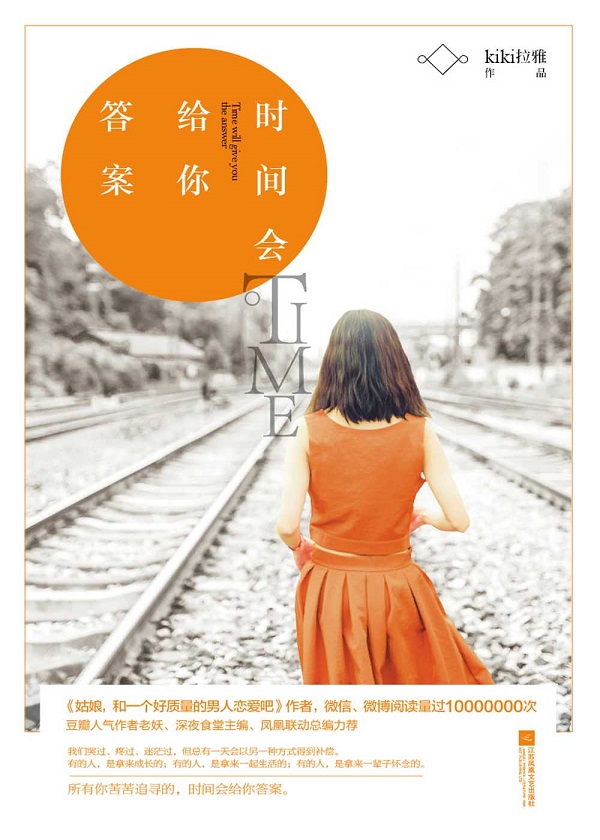 kiki拉雅
作品
时间会
给你
答案
Time will give you
the answer
TIME
《姑娘，和一个好质量的男人恋爱吧》作者，微信、微博阅读量过10000000次
豆瓣人气作者老妖、深夜食堂主编、凤凰联动总编力荐
我们哭过、疼过、迷茫过，但总有一天会以另一种方式得到补偿。
有的人，是拿来成长的；有的人，是拿来一起生活的；有的人，是拿来一辈子怀念的。
所有你苦苦追寻的，时间会给你答案。
江苏凤凰文艺出版社